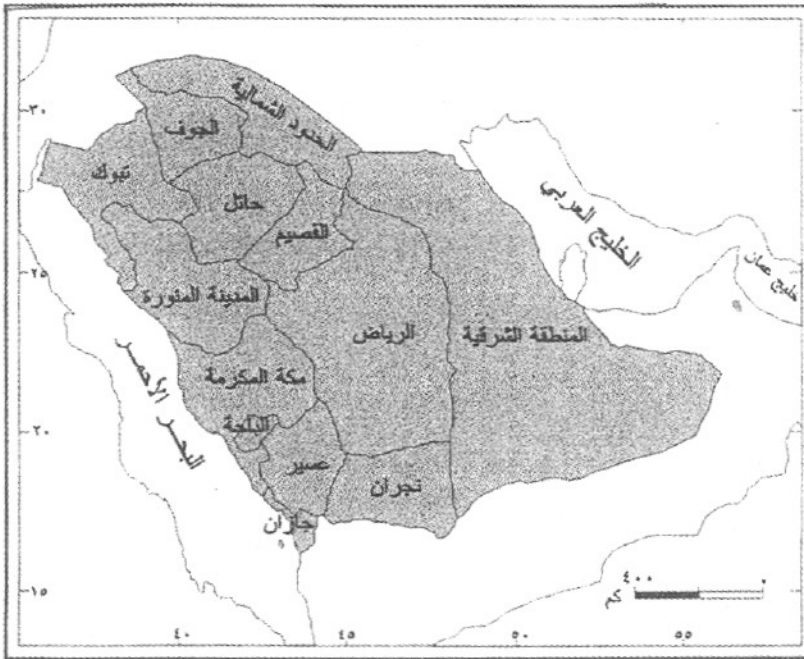 الحدود الشمالية
٣٠
الجوف
تبوك
حائل
القصيم
الخليج العربي
خليج عمان
٢٥
المدينة المنورة
الرياض
المنطقة الشرقية
مكة المكرمة
البحر الأحمر
٢٠
الباحة
عسير
نجران
جازان
١٥
٤٠٠ ٠
كم
٤٠ ٤٥ ٥٠ ٥٥